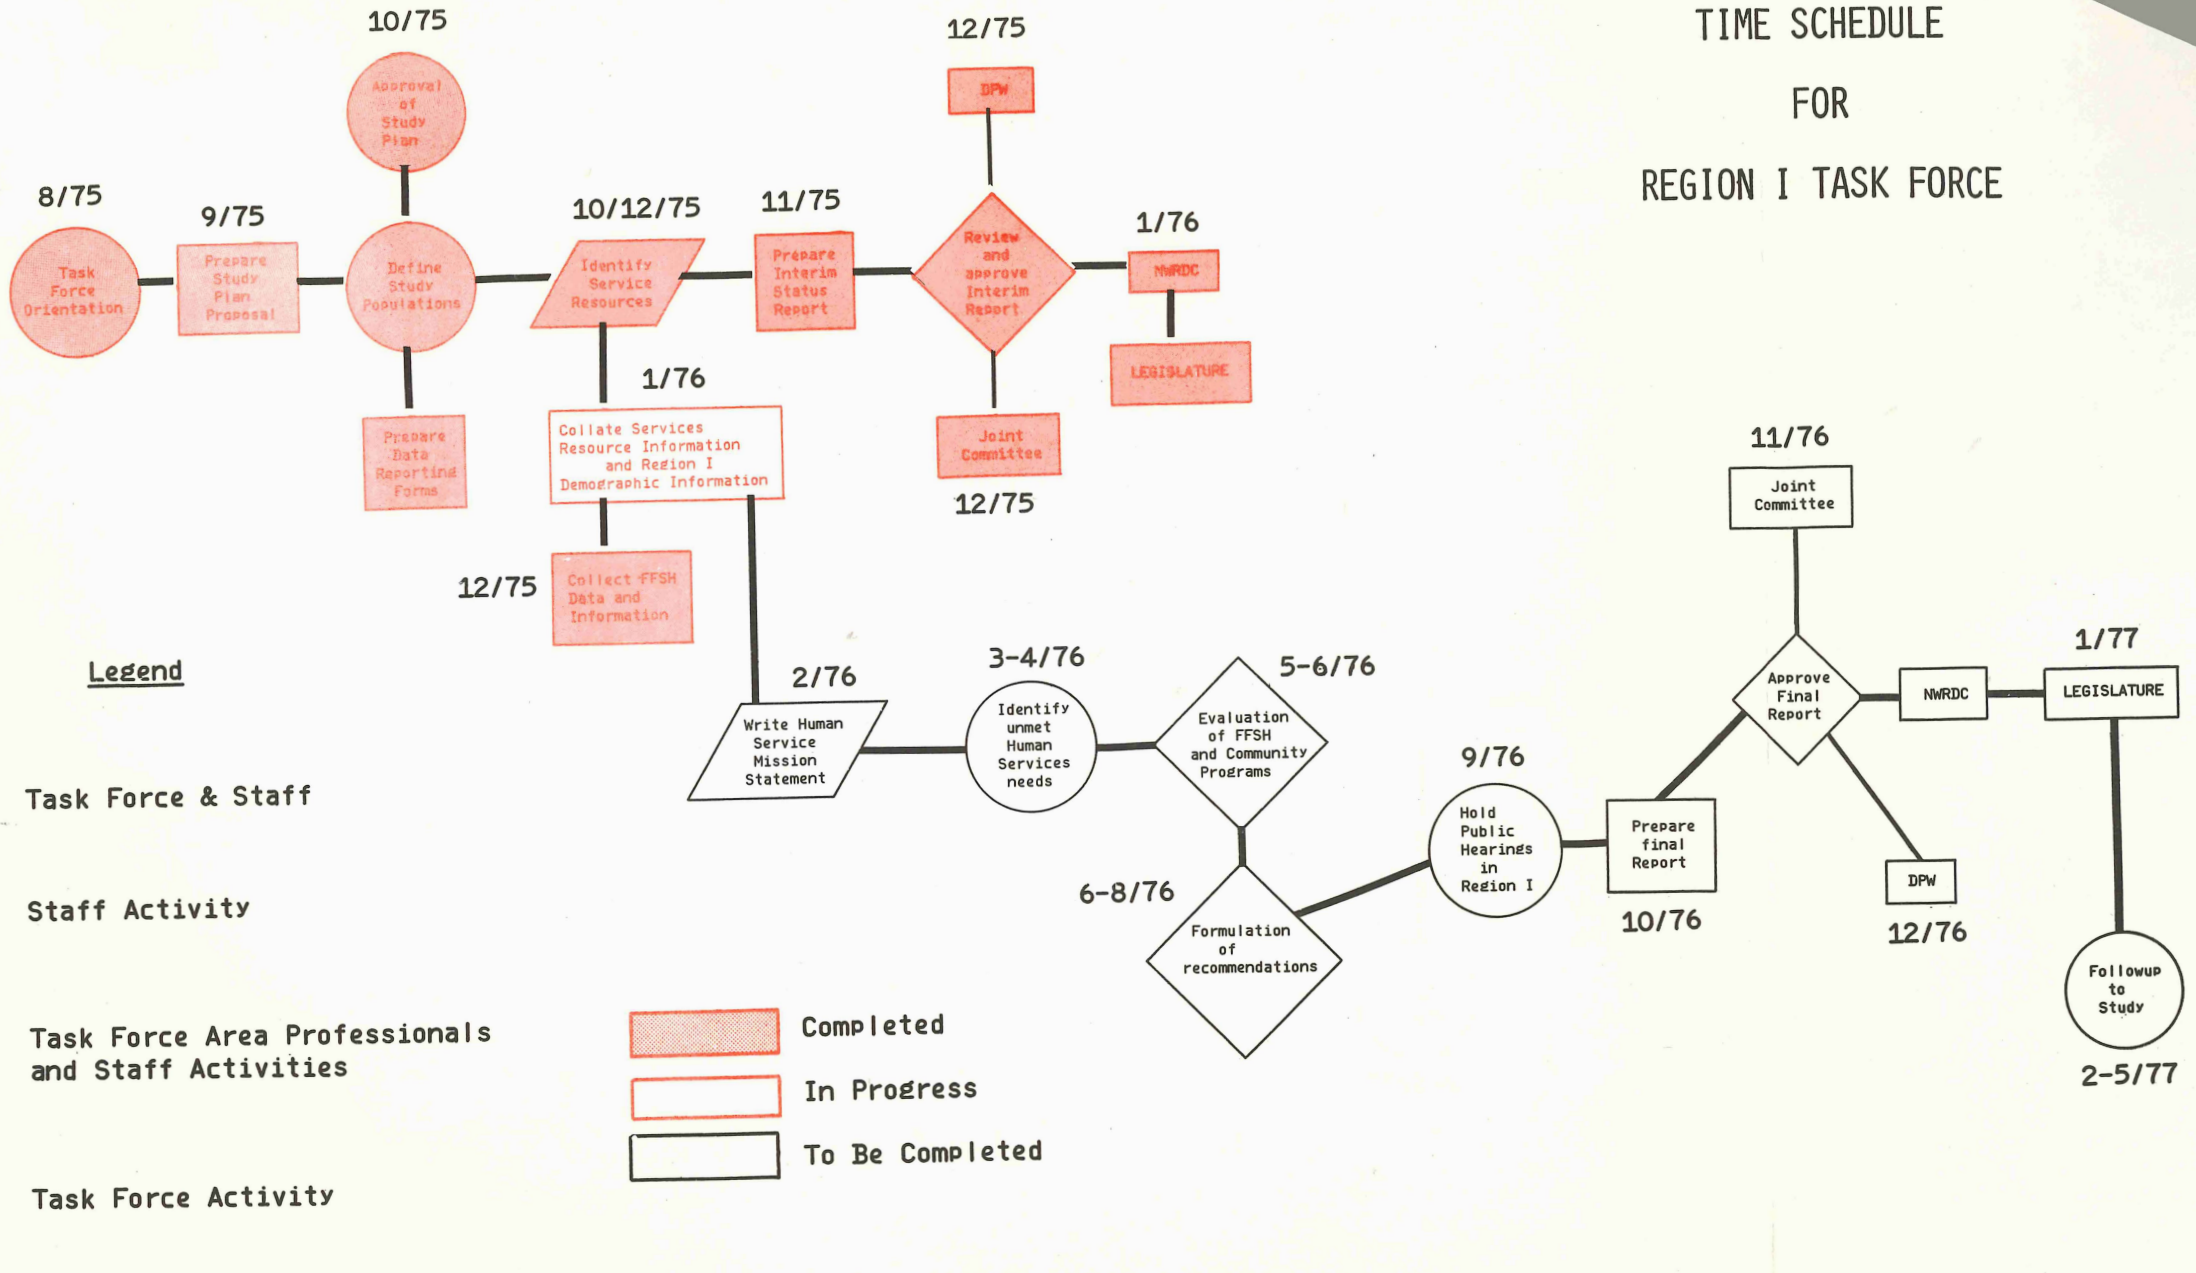 TIME SCHEDULE
FOR
REGION I TASK FORCE
8/75
Task
Force
Orientation
9/75
Prepare
Study
Plan
Proposal
10/75
Approval
of
Study
Plan
Define
Study
Populations
Prepare
Data
Reporting
Forms
10/12/75
Identify
Service
Resources
11/75
Prepare
Interim
Status
Report
12/75
DPW
Review
and
approve
Interim
Report
1/76
NWRDC
LEGISLATURE
Joint
Committee
12/75
1/76
Collate Services
Resource Information
and Region I
Demographic Information
12/75
Collect FFSH
Data and
Information
2/76
Write Human
Service
Mission
Statement
3-4/76
Identify
unmet
Human
Services
needs
5-6/76
Evaluation
of FFSH
and Community
Programs
6-8/76
Formulation
of
recommendations
9/76
Hold
Public
Hearings
in
Region I
Prepare
final
Report
10/76
11/76
Joint
Committee
Approve
Final
Report
NWRDC
1/77
LEGISLATURE
DPW
12/76
Followup
to
Study
2-5/77
Legend
Task Force & Staff
Staff Activity
Task Force Area Professionals
and Staff Activities
Task Force Activity
Completed
In Progress
To Be Completed